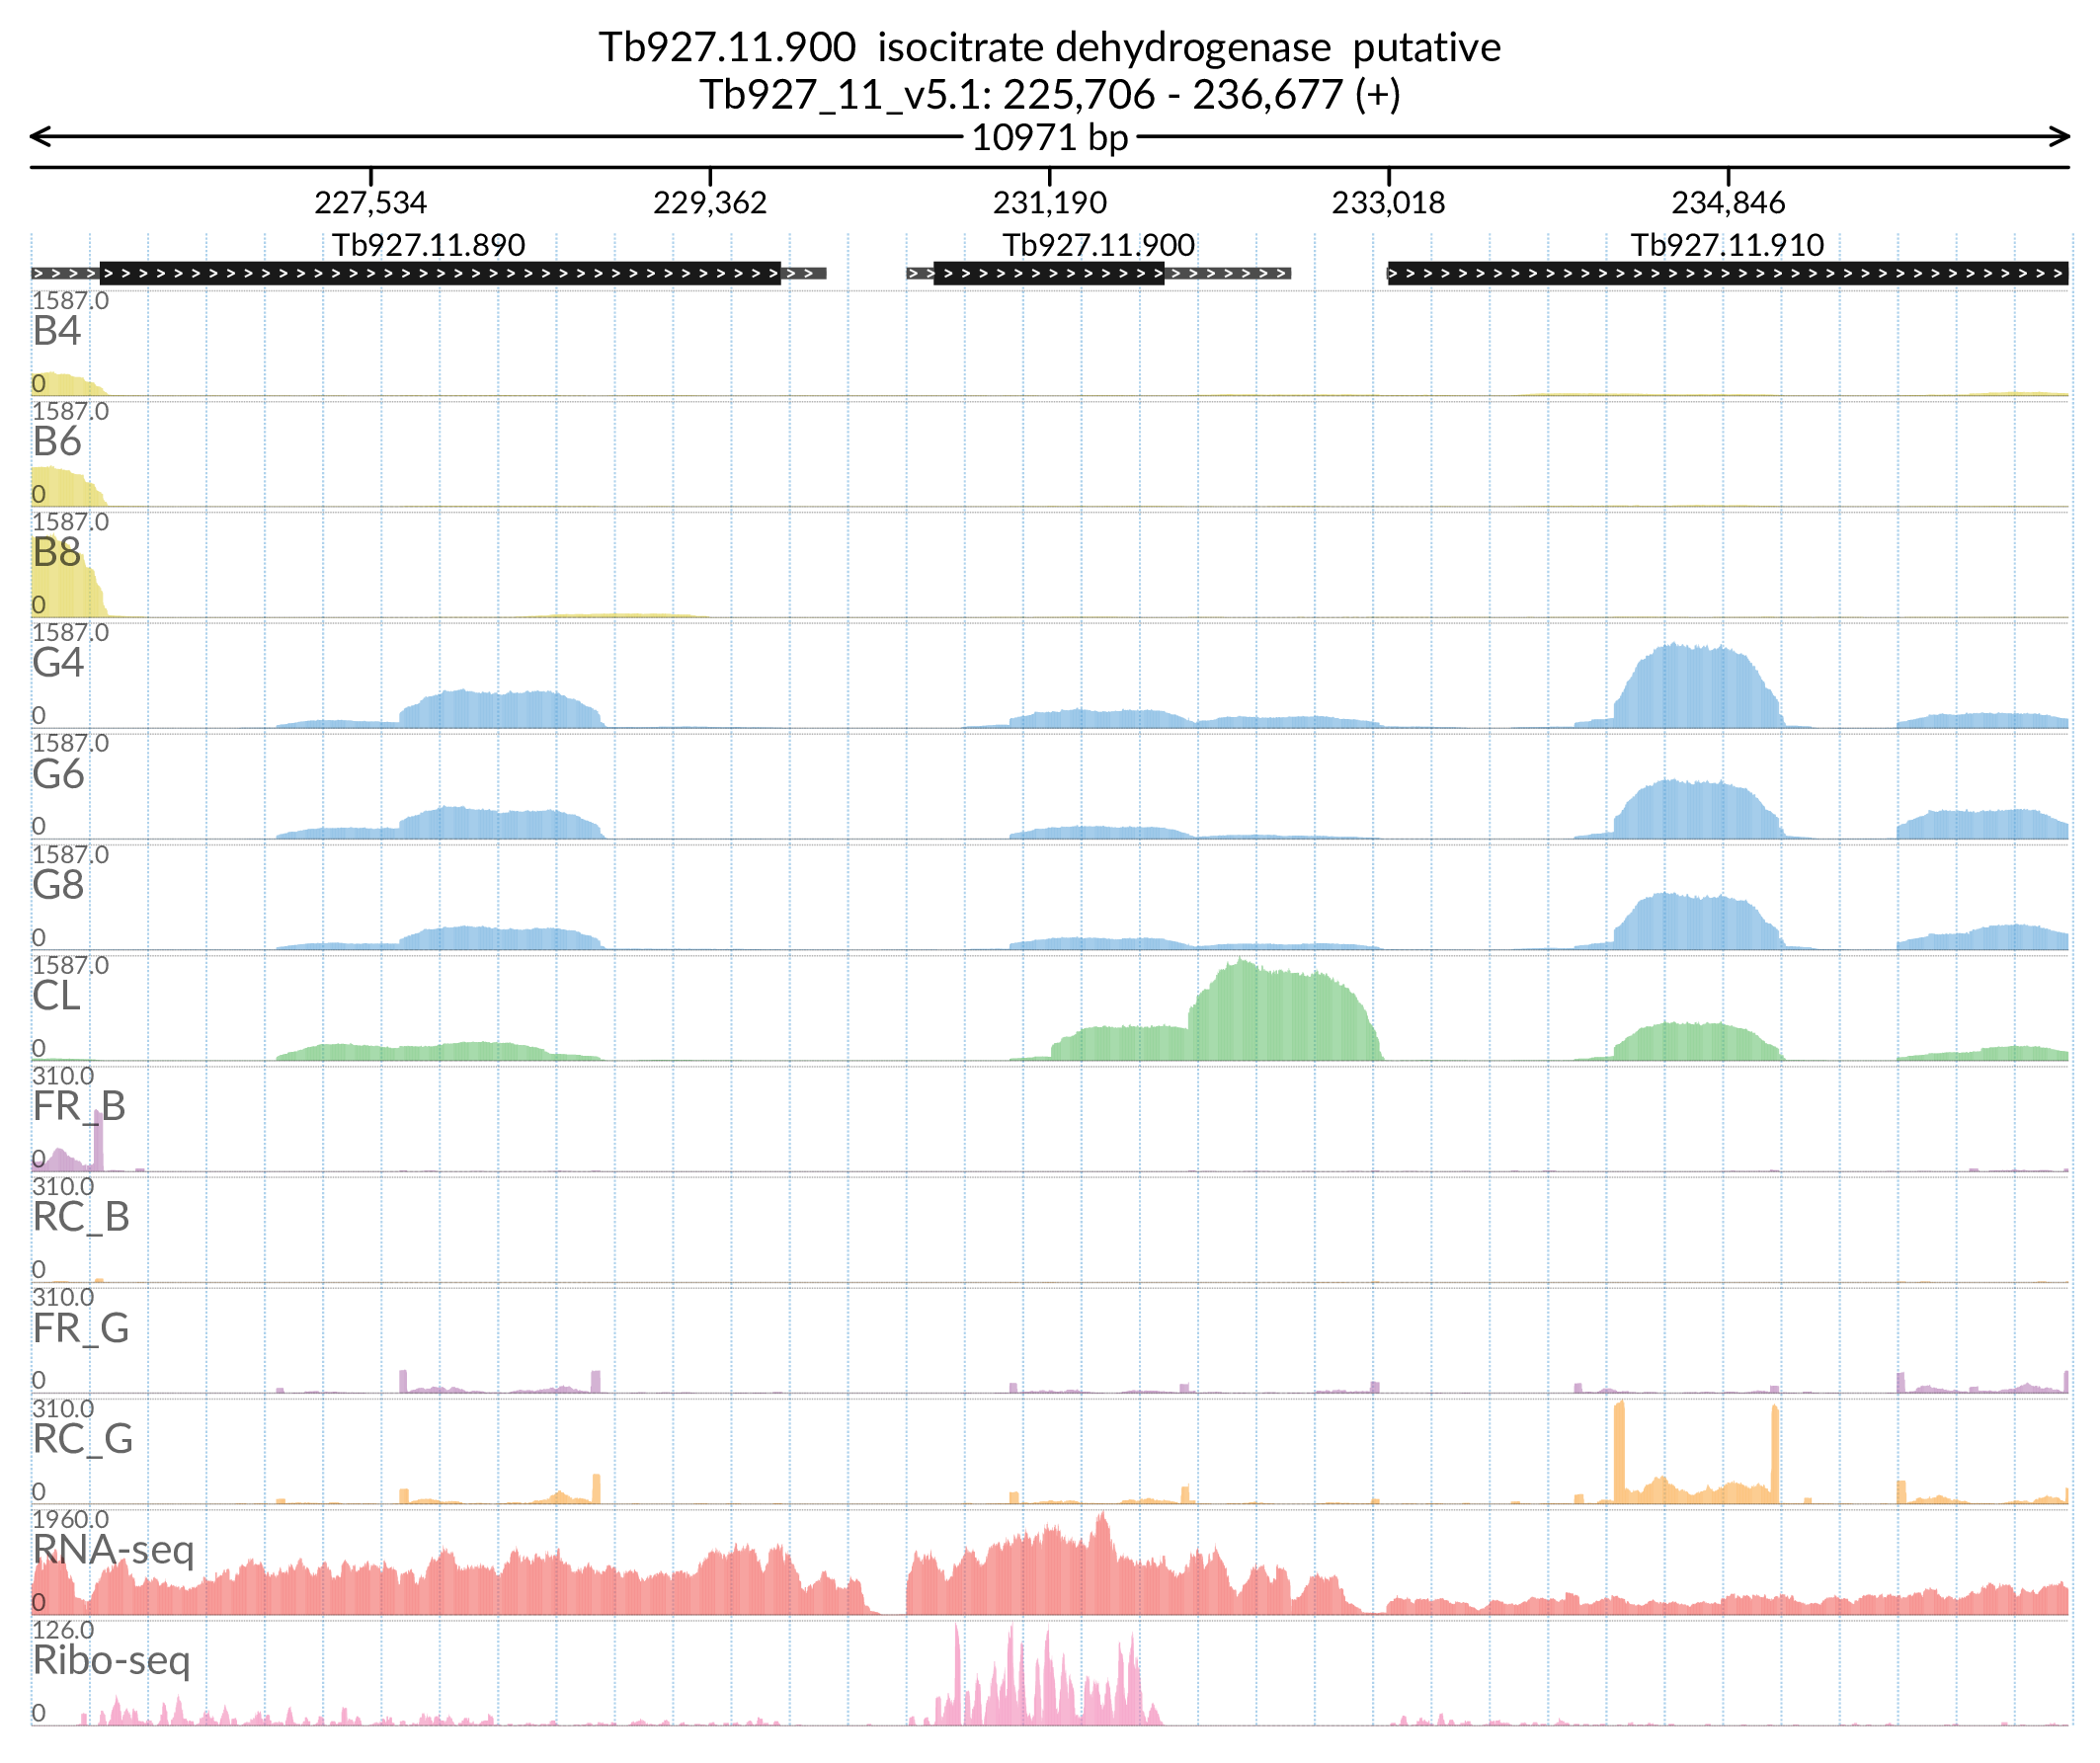 Tb927.11.900 isocitrate dehydrogenase putative
Tb927_11_v5.1: 225,706 - 236,677 (+)
10971 bp
227,534 229,362 231,190 233,018 234,846
Tb927.11.890 Tb927.11.900 Tb927.11.910
1587.0
B4
0
1587.0
B6
0
1587.0
B8
0
1587.0
G4
0
1587.0
G6
0
1587.0
G8
0
1587.0
CL
0
310.0
FR_B
0
310.0
RC_B
0
310.0
FR_G
0
310.0
RC_G
0
1960.0
RNA-seq
0
126.0
Ribo-seq
0